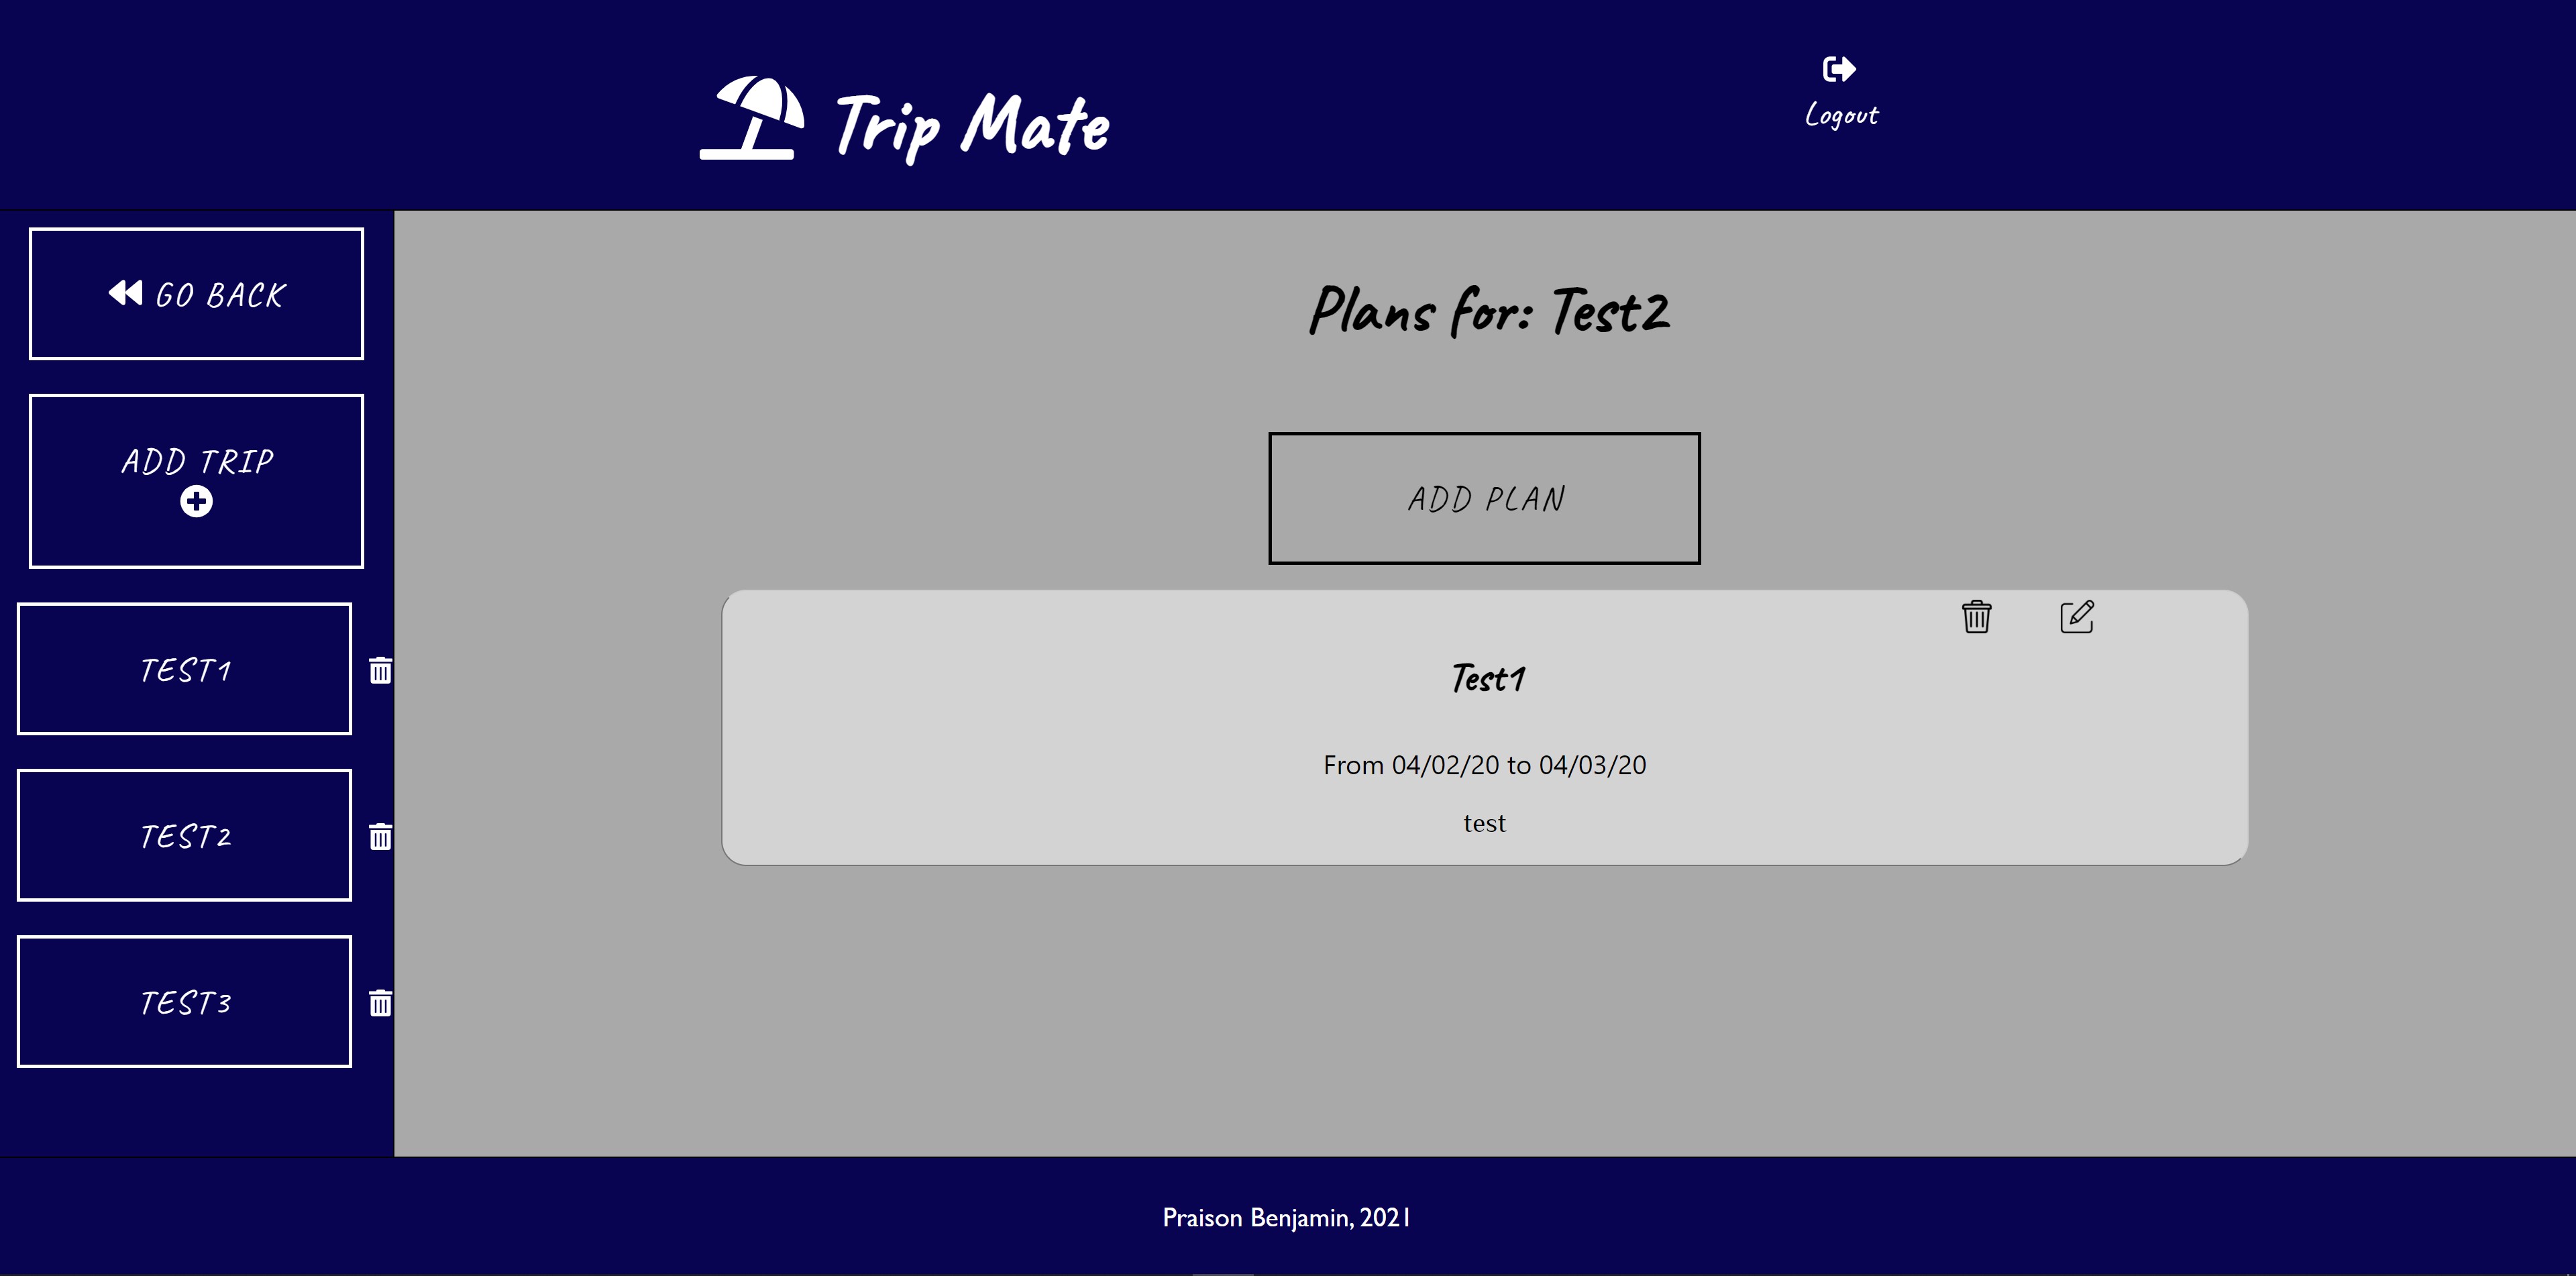 Trip Mate
Logout
GO BACK
ADD TRIP
TEST1
TEST2
TEST3
Plans for: Test2
ADD PLAN
Test1
From 04/02/20 to 04/03/20
test
Praison Benjamin, 2021